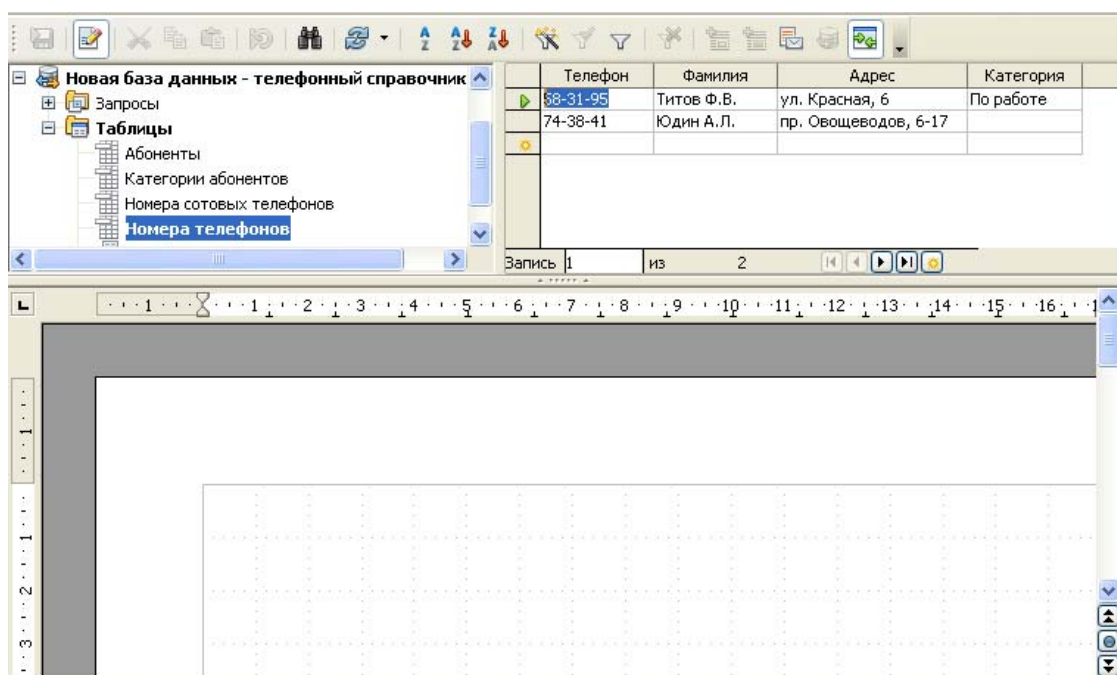 Новая база данных - телефонный справочник
Запросы
Таблицы
Абоненты
Категории абонентов
Номера сотовых телефонов
Номера телефонов
Телефон Фамилия Адрес Категория
58-31-95 Титов Ф.В. ул. Красная, 6 По работе
74-38-41 Юдин А.Л. пр. Овощеводов, 6-17
Запись 1 из 2
1 1 2 3 4 5 6 7 8 9 10 11 12 13 14 15 16
1
1
2
3